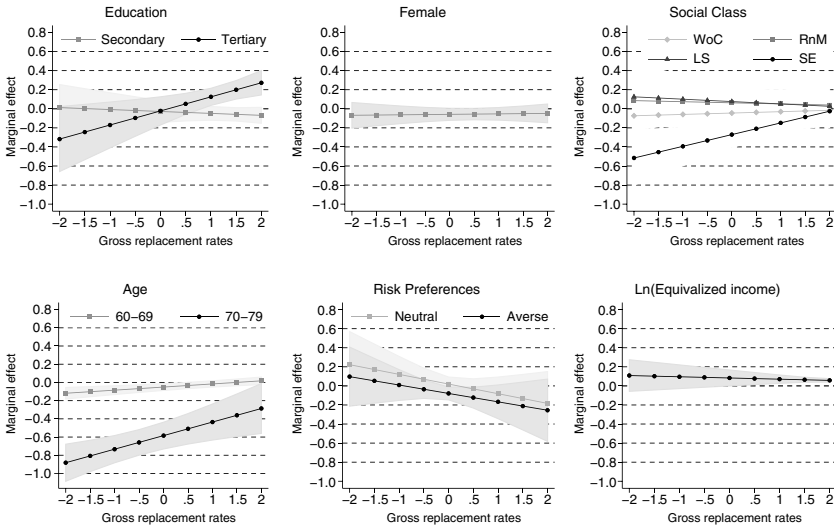 Education
Secondary Tertiary
Marginal effect
0.8
0.6
0.4
0.2
0.0
−0.2
−0.4
−0.6
−0.8
−1.0
−2 −1.5 −1 −.5 0 .5 1 1.5 2
Gross replacement rates
Female
Marginal effect
0.8
0.6
0.4
0.2
0.0
−0.2
−0.4
−0.6
−0.8
−1.0
−2 −1.5 −1 −.5 0 .5 1 1.5 2
Gross replacement rates
Social Class
WoC RnM
LS SE
Marginal effect
0.8
0.6
0.4
0.2
0.0
−0.2
−0.4
−0.6
−0.8
−1.0
−2 −1.5 −1 −.5 0 .5 1 1.5 2
Gross replacement rates
Age
60−69 70−79
Marginal effect
0.8
0.6
0.4
0.2
0.0
−0.2
−0.4
−0.6
−0.8
−1.0
−2 −1.5 −1 −.5 0 .5 1 1.5 2
Gross replacement rates
Risk Preferences
Neutral Averse
Marginal effect
0.8
0.6
0.4
0.2
0.0
−0.2
−0.4
−0.6
−0.8
−1.0
−2 −1.5 −1 −.5 0 .5 1 1.5 2
Gross replacement rates
Ln(Equivalized income)
Marginal effect
0.8
0.6
0.4
0.2
0.0
−0.2
−0.4
−0.6
−0.8
−1.0
−2 −1.5 −1 −.5 0 .5 1 1.5 2
Gross replacement rates